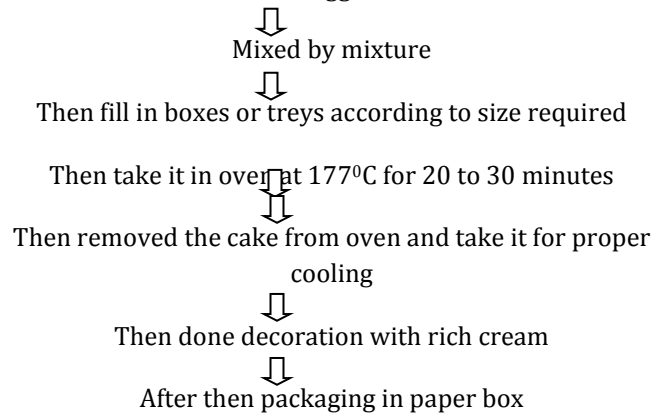 Mixed by mixture
Then fill in boxes or treys according to size required
Then take it in oven at 177⁰C for 20 to 30 minutes
Then removed the cake from oven and take it for proper
cooling
Then done decoration with rich cream
After then packaging in paper box